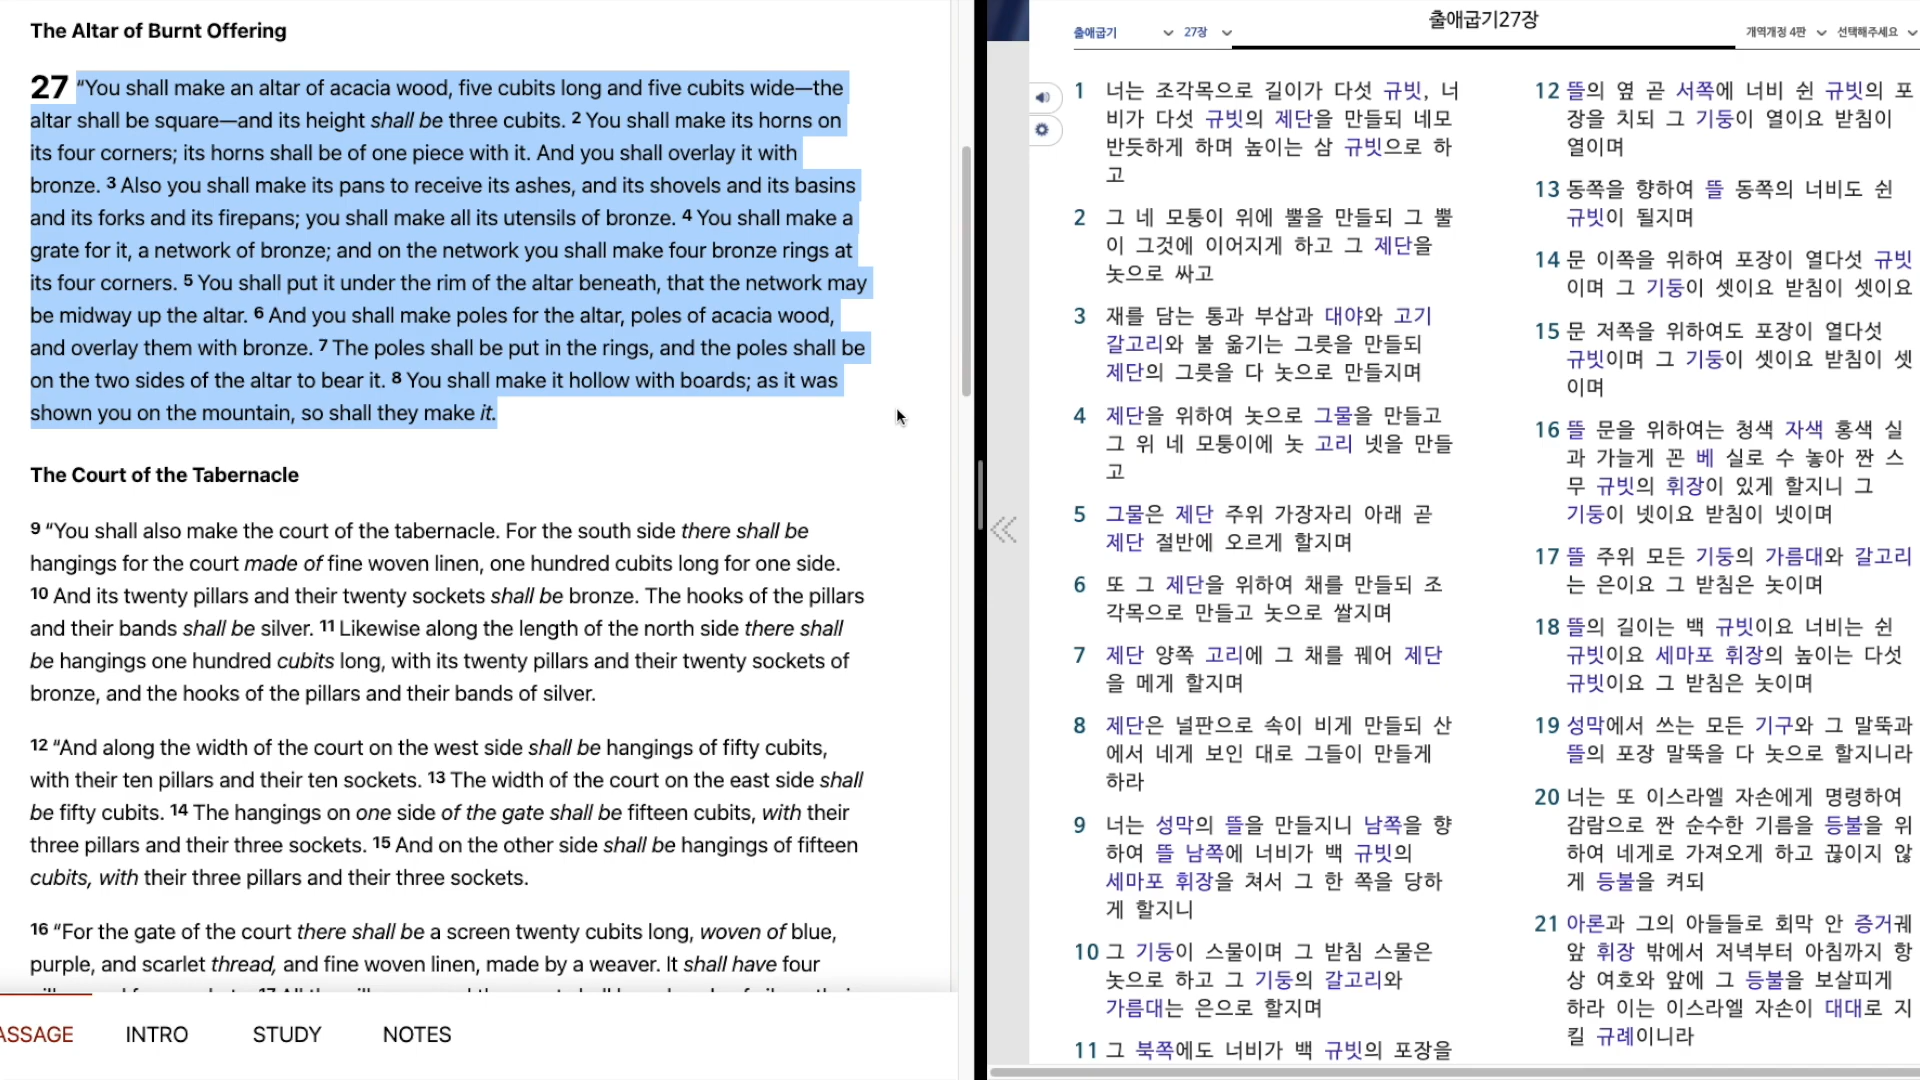 The Altar of Burnt Offering
27 “You shall make an altar of acacia wood, five cubits long and five cubits wide—the
altar shall be square—and its height shall be three cubits. 2 You shall make its horns on
its four corners; its horns shall be of one piece with it. And you shall overlay it with
bronze. 3 Also you shall make its pans to receive its ashes, and its shovels and its basins
and its forks and its firepans; you shall make all its utensils of bronze. 4 You shall make a
grate for it, a network of bronze; and on the network you shall make four bronze rings at
its four corners. 5 You shall put it under the rim of the altar beneath, that the network may
be midway up the altar. 6 And you shall make poles for the altar, poles of acacia wood,
and overlay them with bronze. 7 The poles shall be put in the rings, and the poles shall be
on the two sides of the altar to bear it. 8 You shall make it hollow with boards; as it was
shown you on the mountain, so shall they make it.
The Court of the Tabernacle
9 “You shall also make the court of the tabernacle. For the south side there shall be
hangings for the court made of fine woven linen, one hundred cubits long for one side.
10 And its twenty pillars and their twenty sockets shall be bronze. The hooks of the pillars
and their bands shall be silver. 11 Likewise along the length of the north side there shall
be hangings one hundred cubits long, with its twenty pillars and their twenty sockets of
bronze, and the hooks of the pillars and their bands of silver.
12 “And along the width of the court on the west side shall be hangings of fifty cubits,
with their ten pillars and their ten sockets. 13 The width of the court on the east side shall
be fifty cubits. 14 The hangings on one side of the gate shall be fifteen cubits, with their
three pillars and their three sockets. 15 And on the other side shall be hangings of fifteen
cubits, with their three pillars and their three sockets.
16 “For the gate of the court there shall be a screen twenty cubits long, woven of blue,
purple, and scarlet thread, and fine woven linen, made by a weaver. It shall have four
ASSAGE INTRO STUDY NOTES
출애굽기 27장
출애굽기27장
개역개정 4판 선택해주세요
1 너는 조각목으로 길이가 다섯 규빗, 너
비가 다섯 규빗의 제단을 만들되 네모
반듯하게 하며 높이는 삼 규빗으로 하
고
2 그 네 모퉁이 위에 뿔을 만들되 그 뿔
이 그것에 이어지게 하고 그 제단을
놋으로 싸고
3 재를 담는 통과 부삽과 대야와 고기
갈고리와 불 옮기는 그릇을 만들되
제단의 그릇을 다 놋으로 만들지며
4 제단을 위하여 놋으로 그물을 만들고
그 위 네 모퉁이에 놋 고리 넷을 만들
고
5 그물은 제단 주위 가장자리 아래 곧
제단 절반에 오르게 할지며
6 또 그 제단을 위하여 채를 만들되 조
각목으로 만들고 놋으로 쌀지며
7 제단 양쪽 고리에 그 채를 꿰어 제단
을 메게 할지며
8 제단은 널판으로 속이 비게 만들되 산
에서 네게 보인 대로 그들이 만들게
하라
9 너는 성막의 뜰을 만들지니 남쪽을 향
하여 뜰 남쪽에 너비가 백 규빗의
세마포 휘장을 쳐서 그 한 쪽을 당하
게 할지니
10 그 기둥이 스물이며 그 받침 스물은
놋으로 하고 그 기둥의 갈고리와
가름대는 은으로 할지며
11 그 북쪽에도 너비가 백 규빗의 포장을
12 뜰의 옆 곧 서쪽에 너비 쉰 규빗의 포
장을 치되 그 기둥이 열이요 받침이
열이며
13 동쪽을 향하여 뜰 동쪽의 너비도 쉰
규빗이 될지며
14 문 이쪽을 위하여 포장이 열다섯 규빗
이며 그 기둥이 셋이요 받침이 셋이요
15 문 저쪽을 위하여도 포장이 열다섯
규빗이며 그 기둥이 셋이요 받침이 셋
이며
16 뜰 문을 위하여는 청색 자색 홍색 실
과 가늘게 꼰 베 실로 수 놓아 짠 스
무 규빗의 휘장이 있게 할지니 그
기둥이 넷이요 받침이 넷이며
17 뜰 주위 모든 기둥의 가름대와 갈고리
는 은이요 그 받침은 놋이며
18 뜰의 길이는 백 규빗이요 너비는 쉰
규빗이요 세마포 휘장의 높이는 다섯
규빗이요 그 받침은 놋이며
19 성막에서 쓰는 모든 기구와 그 말뚝과
뜰의 포장 말뚝을 다 놋으로 할지니라
20 너는 또 이스라엘 자손에게 명령하여
감람으로 짠 순수한 기름을 등불을 위
하여 네게로 가져오게 하고 끊이지 않
게 등불을 켜되
21 아론과 그의 아들들로 회막 안 증거궤
앞 휘장 밖에서 저녁부터 아침까지 항
상 여호와 앞에 그 등불을 보살피게
하라 이는 이스라엘 자손이 대대로 지
킬 규례이니라